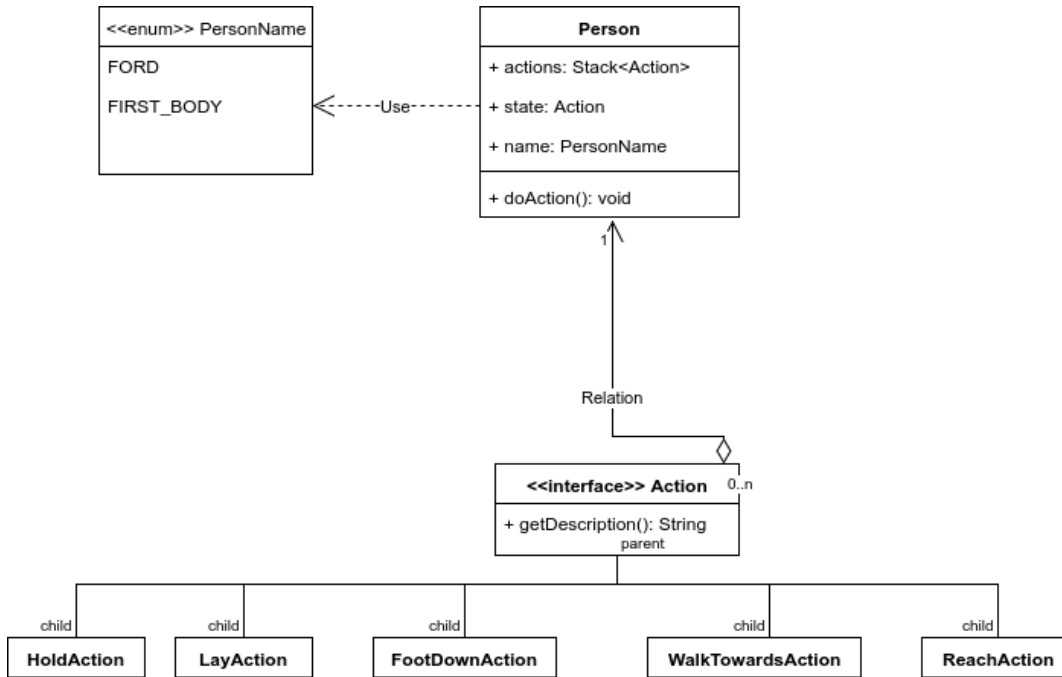 <<enum>> PersonName
FORD
FIRST_BODY
Use
Person
+ actions: Stack<Action>
+ state: Action
+ name: PersonName
+ doAction(): void
1
Relation
<<interface>> Action
0..n
+ getDescription(): String
parent
child
child
child
child
child
HoldAction
LayAction
FootDownAction
WalkTowardsAction
ReachAction